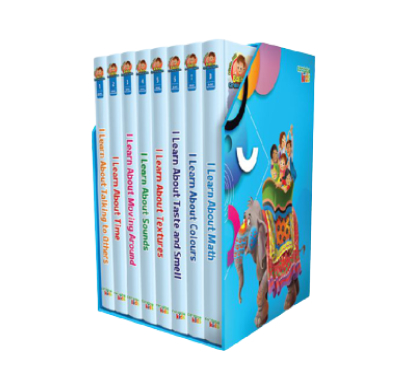 I Learn About Talking to Others
I Learn About Time
I Learn About Moving Around
I Learn About Sounds
I Learn About Textures
I Learn About Taste and Smell
I Learn About Colours
I Learn About Math